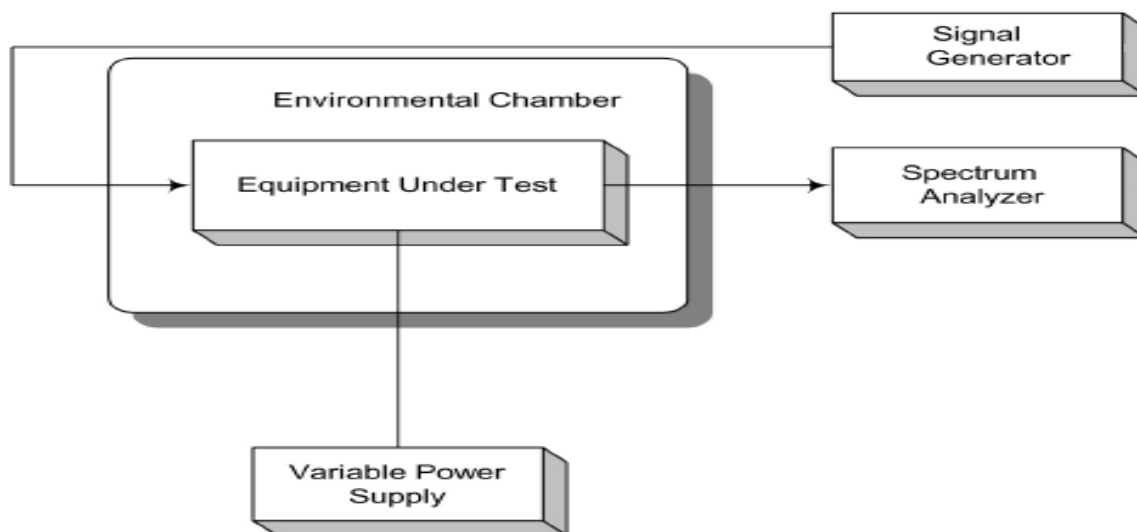 Signal
Generator
Environmental Chamber
Equipment Under Test
Spectrum
Analyzer
Variable Power
Supply